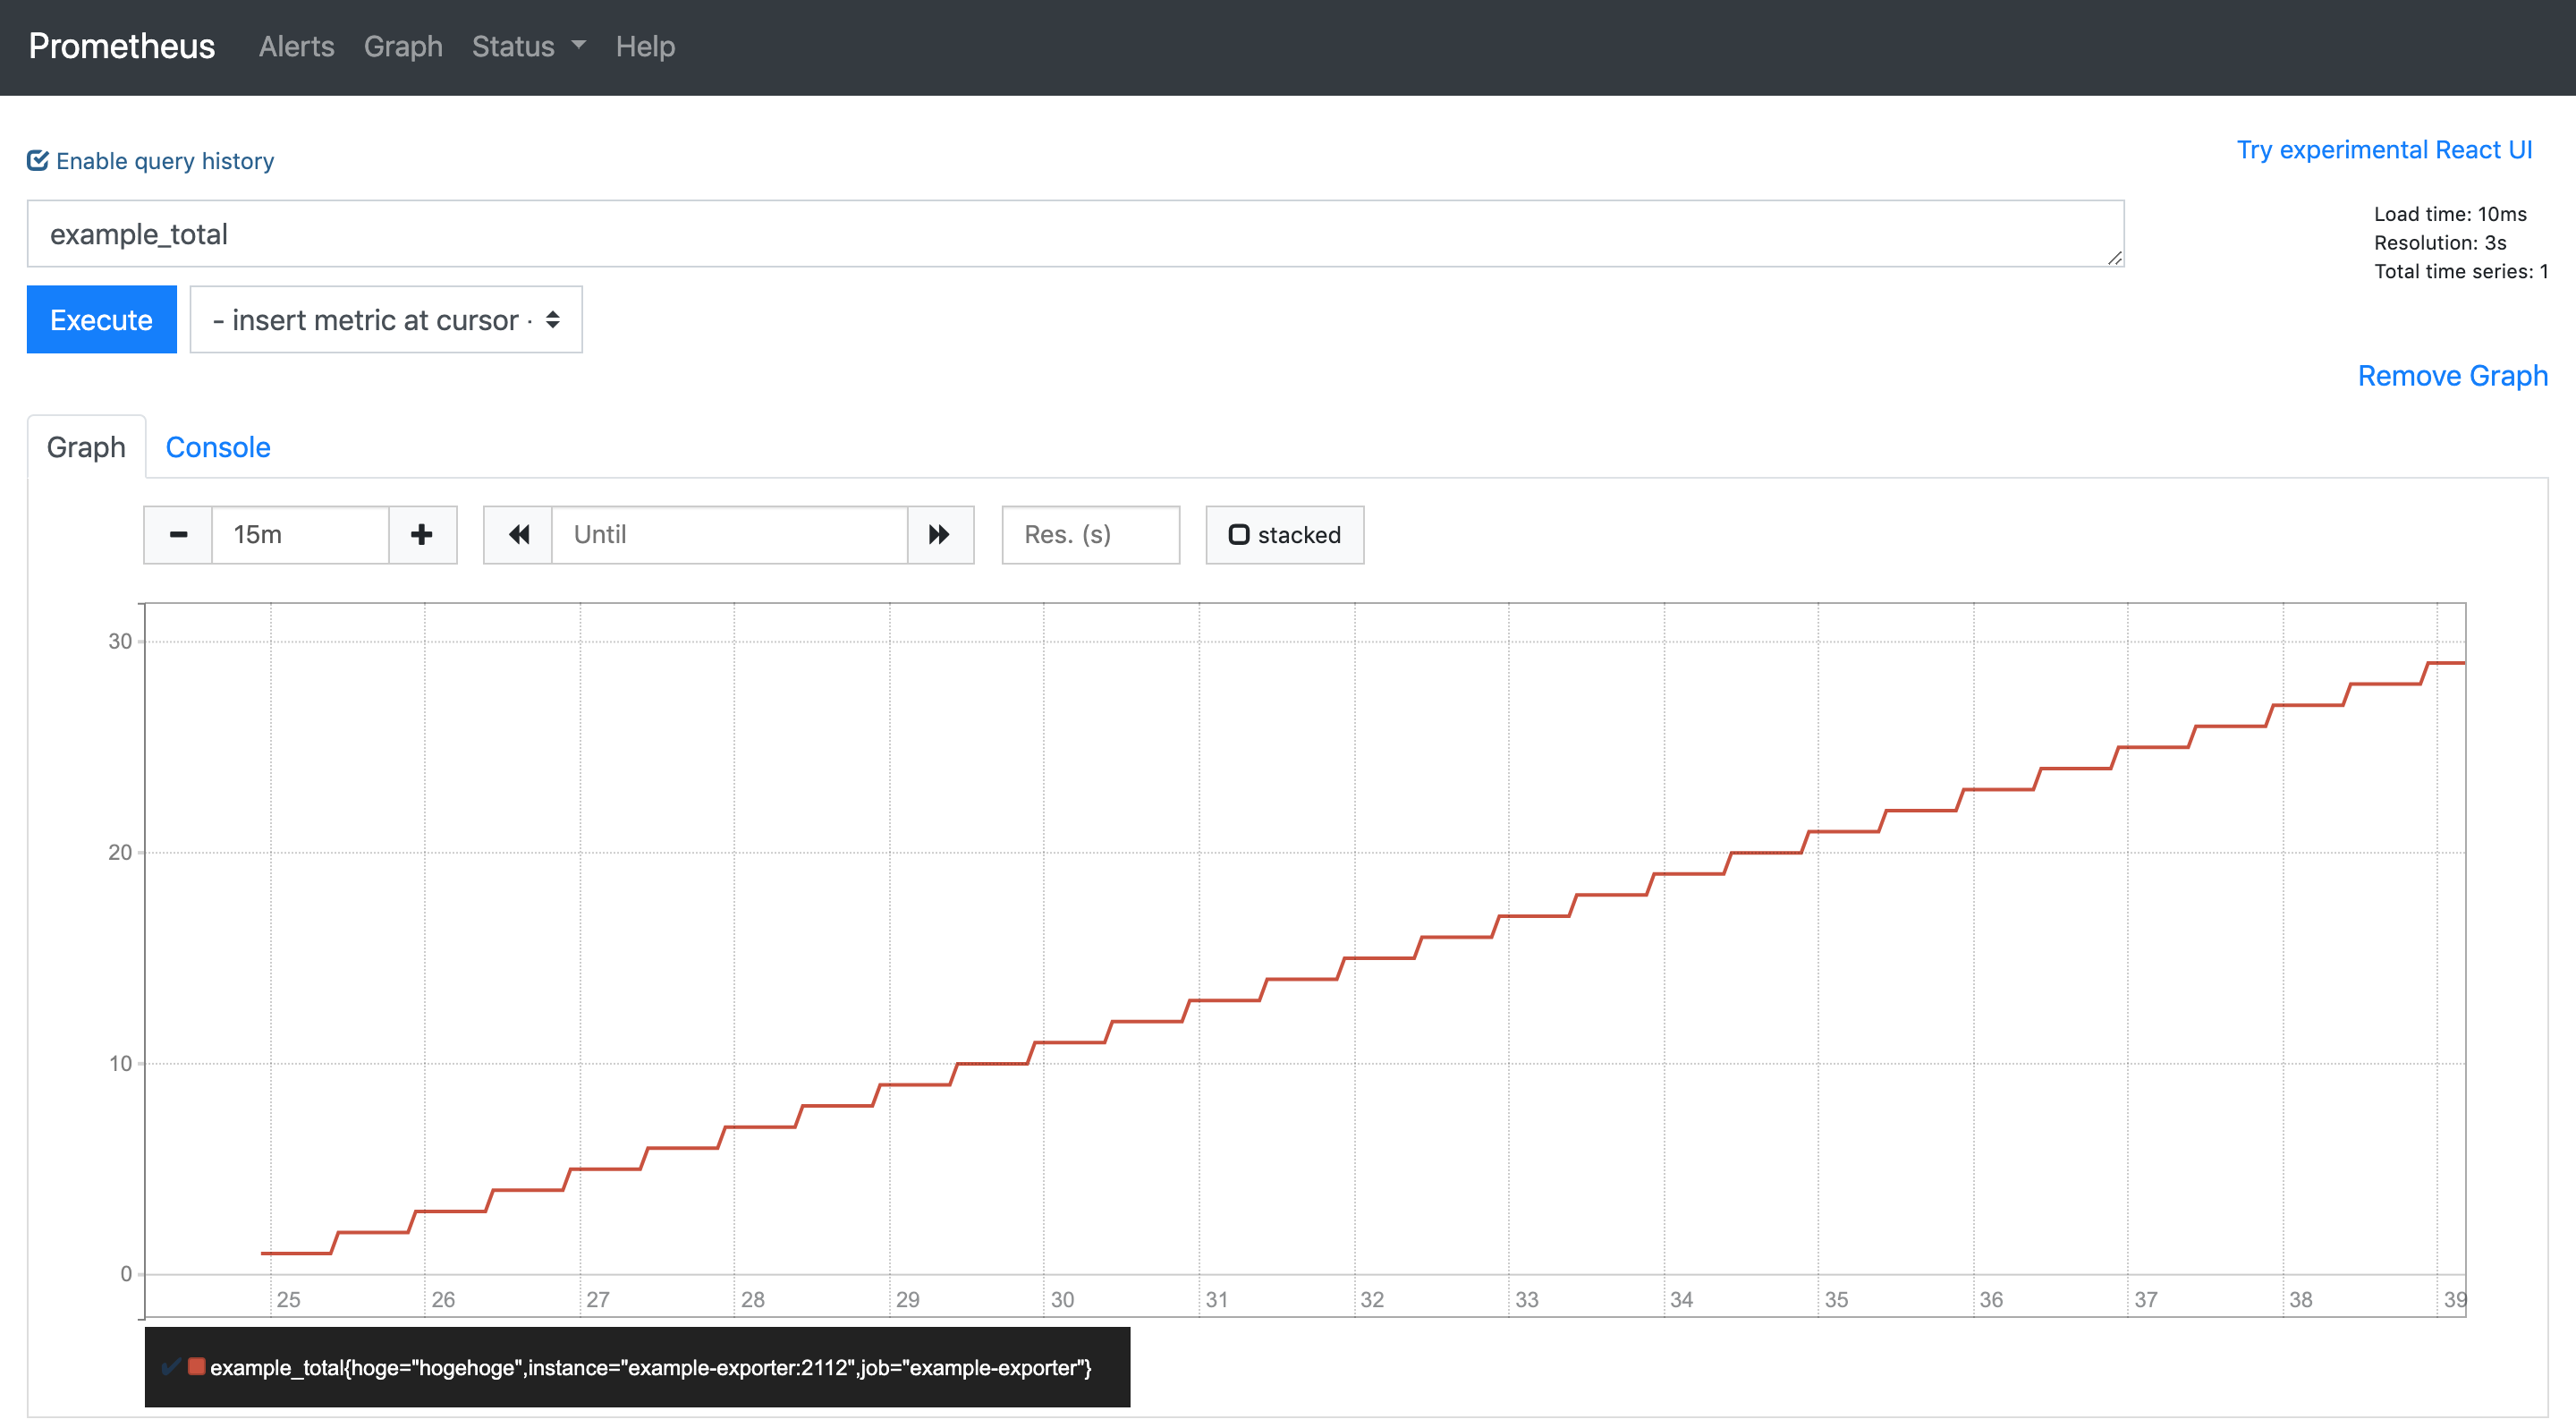 Prometheus Alerts Graph Status Help
Enable query history
Try experimental React UI
example_total
Load time: 10ms
Resolution: 3s
Total time series: 1
Execute
- insert metric at cursor -
Remove Graph
Graph Console
15m Until Res. (s) stacked
30
20
10
0
25 26 27 28 29 30 31 32 33 34 35 36 37 38 39
example_total{hoge="hogehoge",instance="example-exporter:2112",job="example-exporter"}